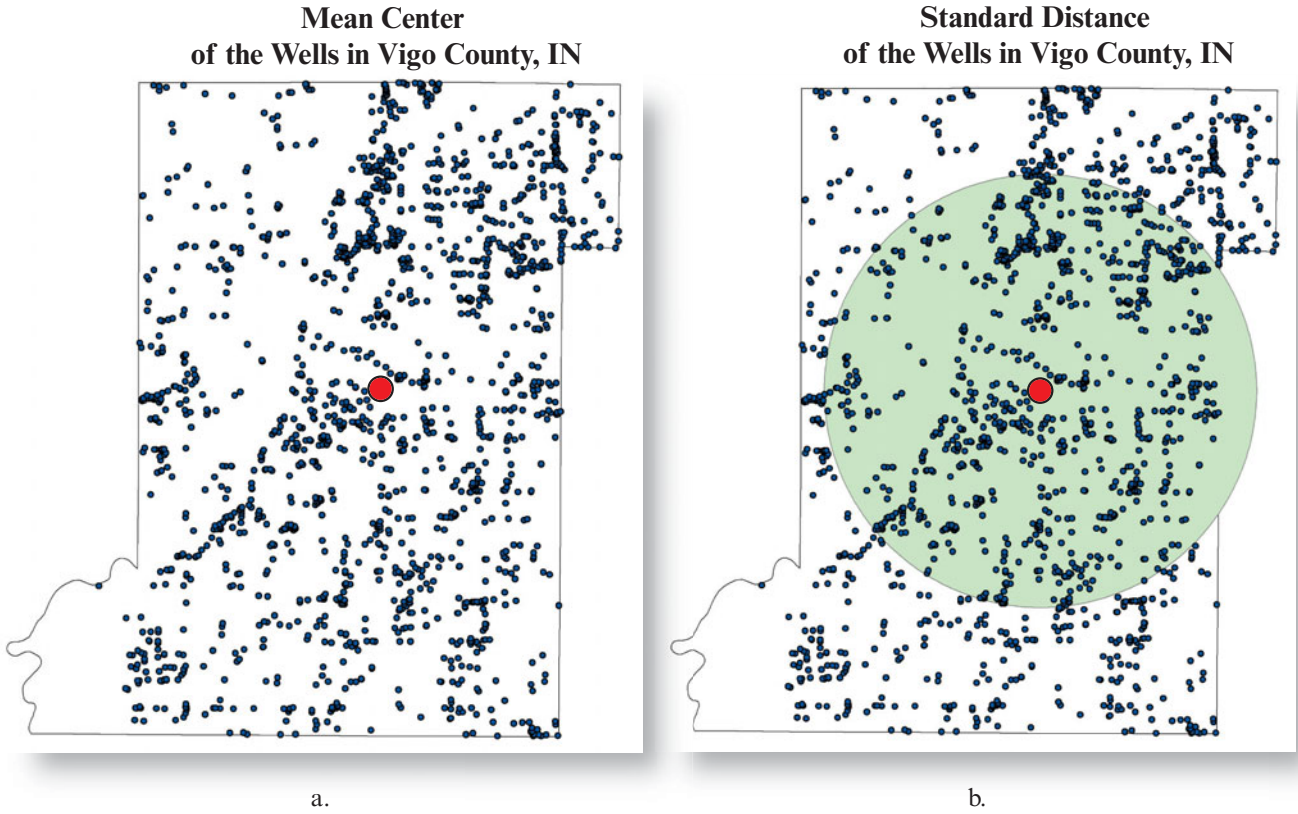 Mean Center
of the Wells in Vigo County, IN
Standard Distance
of the Wells in Vigo County, IN
a.
b.